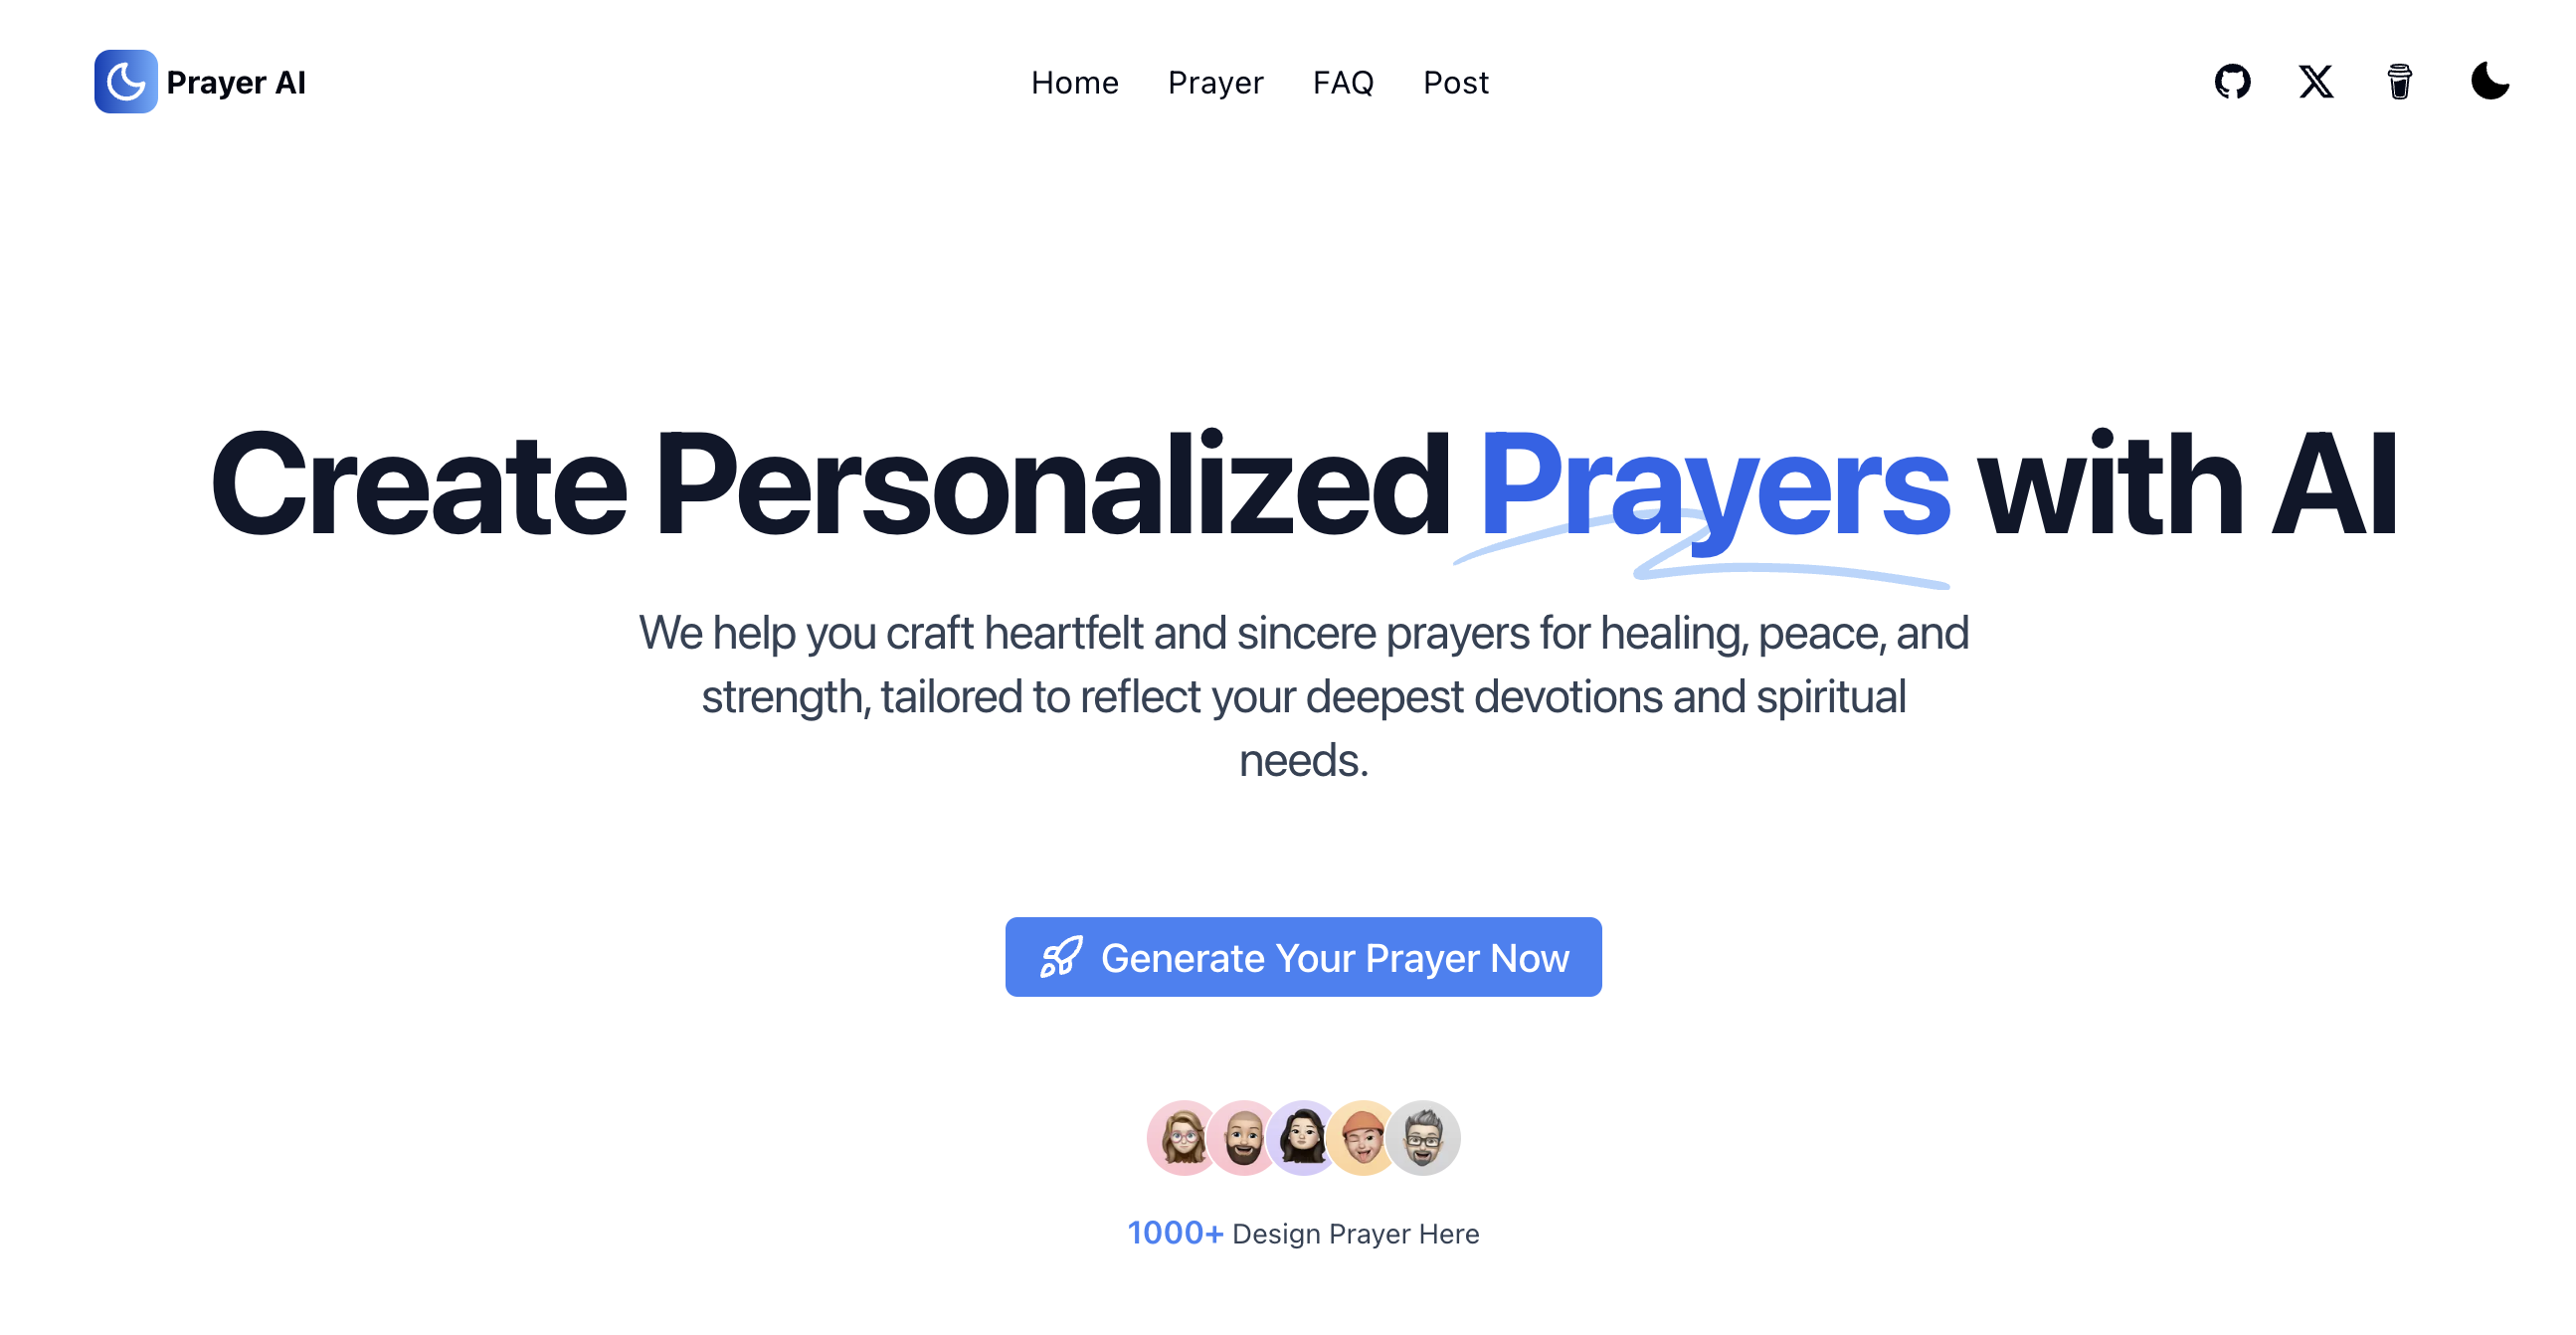 Prayer AI
Home Prayer FAQ Post
Create Personalized Prayers with AI
We help you craft heartfelt and sincere prayers for healing, peace, and
strength, tailored to reflect your deepest devotions and spiritual
needs.
Generate Your Prayer Now
1000+ Design Prayer Here